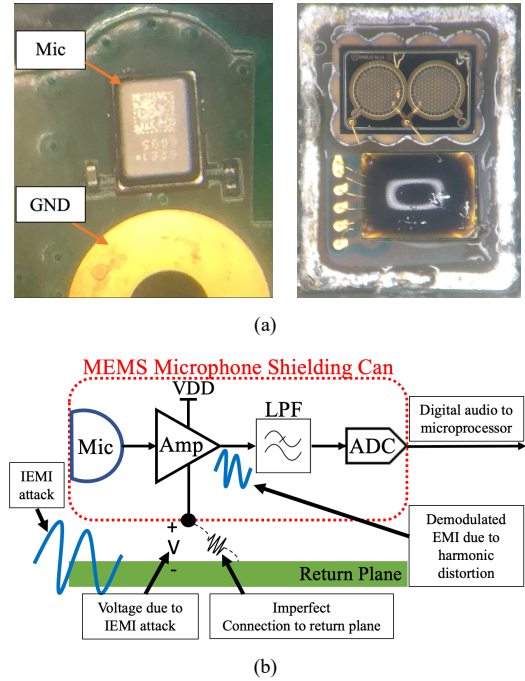 Mic
GND
(a)
MEMS Microphone Shielding Can
VDD
LPF
Digital audio to
microprocessor
Mic
Amp
ADC
IEMI
attack
+
V
-
Demodulated
EMI due to
harmonic
distortion
Return Plane
Voltage due to
IEMI attack
Imperfect
Connection to return plane
(b)